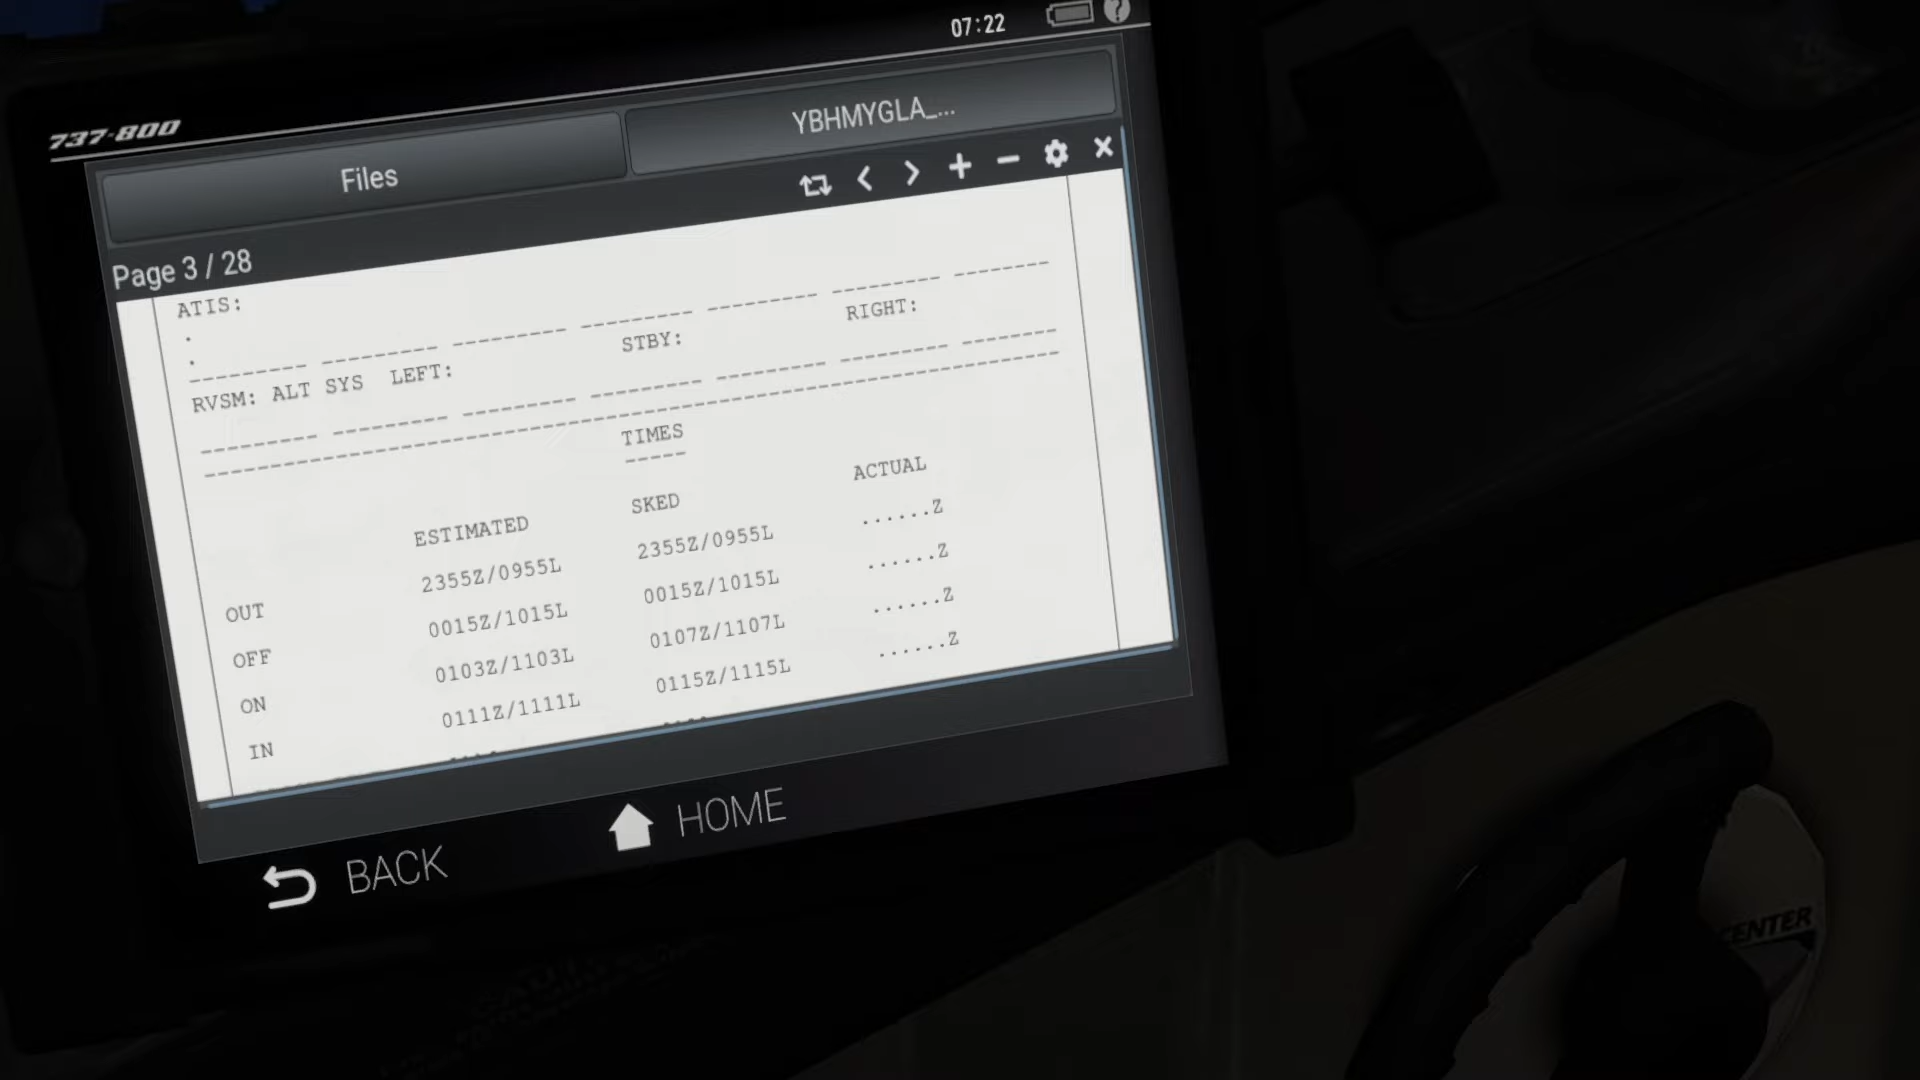 07:22
737-800
Files
YBHMYGLA_...
Page 3 / 28
ATIS:
.
.
RVSM: ALT SYS LEFT: STBY: RIGHT:
TIMES
ESTIMATED SKED ACTUAL
OUT 2355Z/0955L 2355Z/0955L ......Z
OFF 0015Z/1015L 0015Z/1015L ......Z
ON 0103Z/1103L 0107Z/1107L ......Z
IN 0111Z/1111L 0115Z/1115L ......Z
BACK
HOME
CENTER